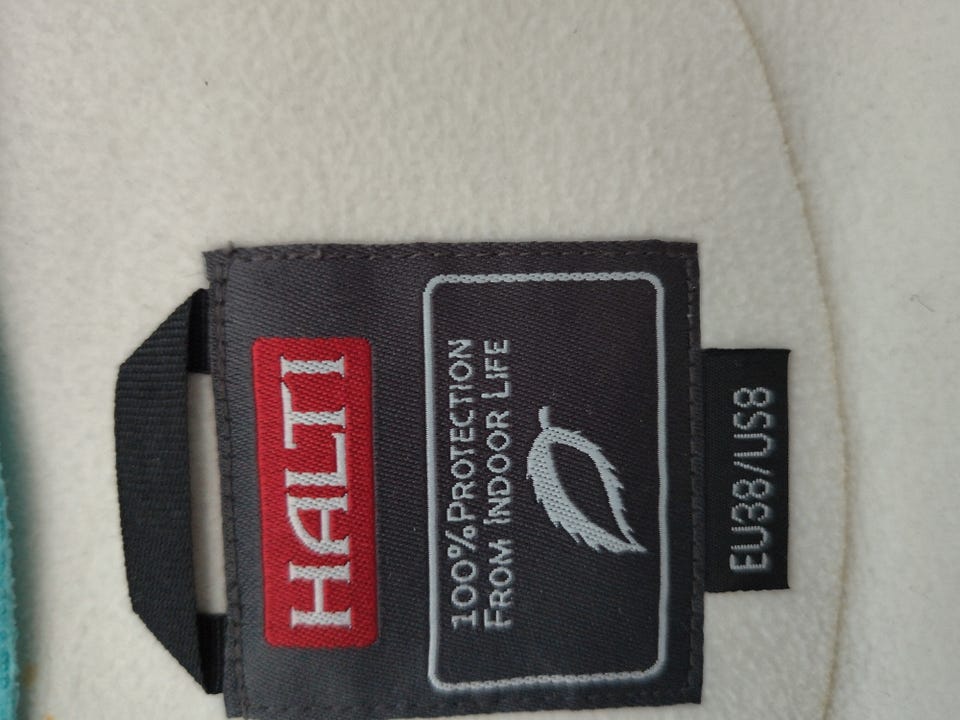 HALTI
100% PROTECTION
FROM INDOOR LIFE
EU38/US8